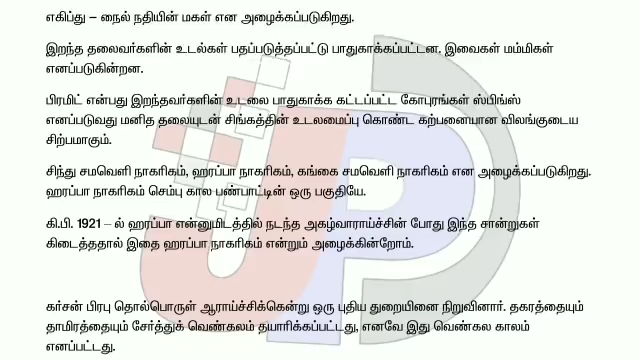 எகிப்து – நைல் நதியின் மகள் என அழைக்கப்படுகிறது.
இறந்த தலைவர்களின் உடல்கள் பதப்படுத்தப்பட்டு பாதுகாக்கப்பட்டன. இவைகள் மம்மிகள்
எனப்படுகின்றன.
பிரமிட் என்பது இறந்தவர்களின் உடலை பாதுகாக்க கட்டப்பட்ட கோபுரங்கள் ஸ்பிங்ஸ்
எனப்படுவது மனித தலையுடன் சிங்கத்தின் உடலமைப்பு கொண்ட கற்பனையான விலங்குடைய
சிற்பமாகும்.
சிந்து சமவெளி நாகரிகம், ஹரப்பா நாகரிகம், கங்கை சமவெளி நாகரிகம் என அழைக்கப்படுகிறது.
ஹரப்பா நாகரிகம் செம்பு கால பண்பாட்டின் ஒரு பகுதியே.
கி.பி. 1921 – ல் ஹரப்பா என்னுமிடத்தில் நடந்த அகழ்வாராய்ச்சின் போது இந்த சான்றுகள்
கிடைத்ததால் இதை ஹரப்பா நாகரிகம் என்றும் அழைக்கின்றோம்.
கர்சன் பிரபு தொல்பொருள் ஆராய்ச்சிக்கென்று ஒரு புதிய துறையினை நிறுவினார். தகரத்தையும்
தாமிரத்தையும் சேர்த்துக் வெண்கலம் தயாரிக்கப்பட்டது, எனவே இது வெண்கல காலம்
எனப்பட்டது.